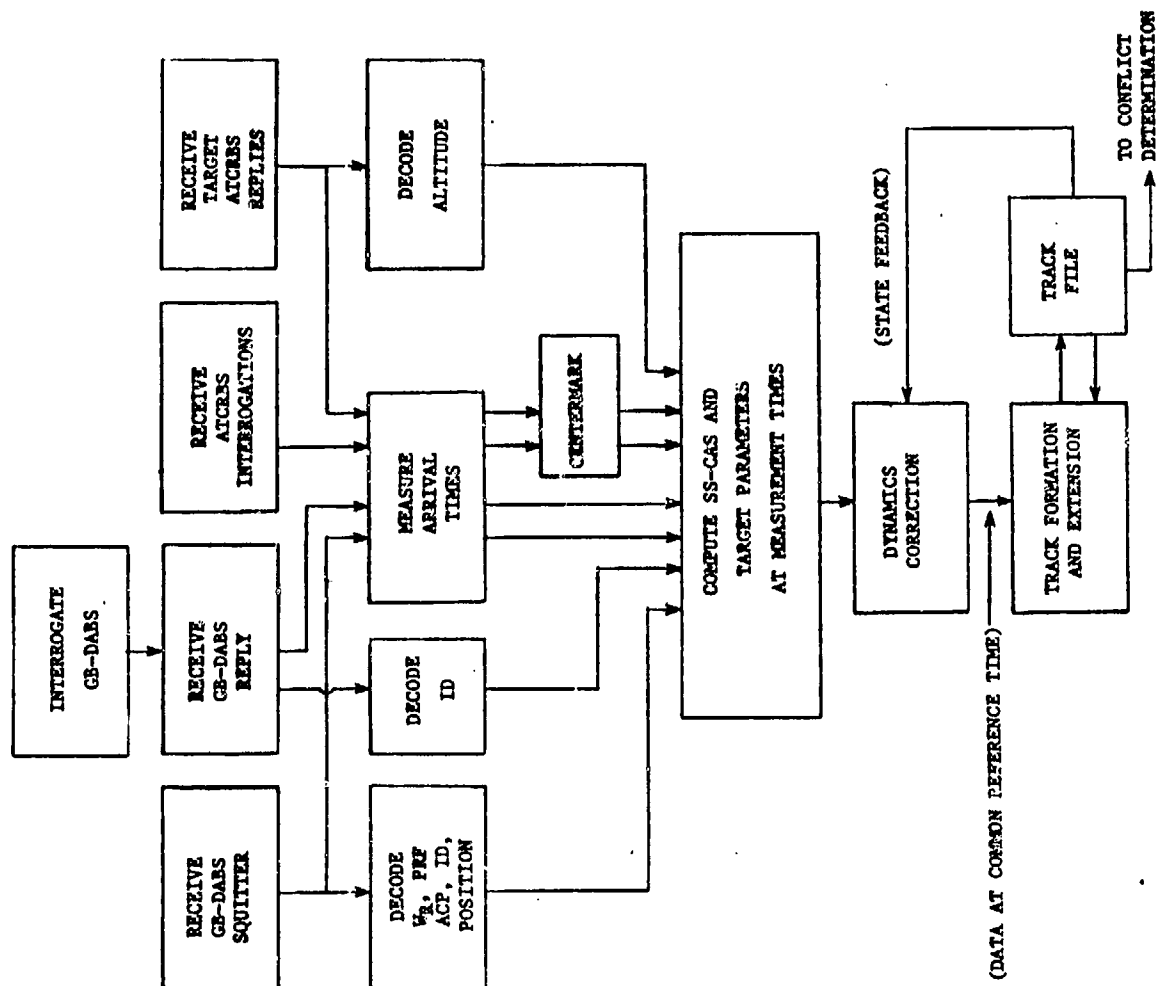 INTERROGATE
GB-DABS
RECEIVE
GB-DABS
SQUITTER
RECEIVE
GB-DABS
REPLY
RECEIVE
ATCRBS
INTERROGATIONS
RECEIVE
TARGET
ATCRBS
REPLIES
DECODE
WR, PRF
ACP, ID,
POSITION
DECODE
ID
MEASURE
ARRIVAL
TIMES
DECODE
ALTITUDE
CENTERMARK
COMPUTE SS-CAS AND
TARGET PARAMETERS
AT MEASUREMENT TIMES
DYNAMICS
CORRECTION
(STATE FEEDBACK)
(DATA AT COMMON REFERENCE TIME)
TRACK FORMATION
AND EXTENSION
TRACK
FILE
TO CONFLICT
DETERMINATION